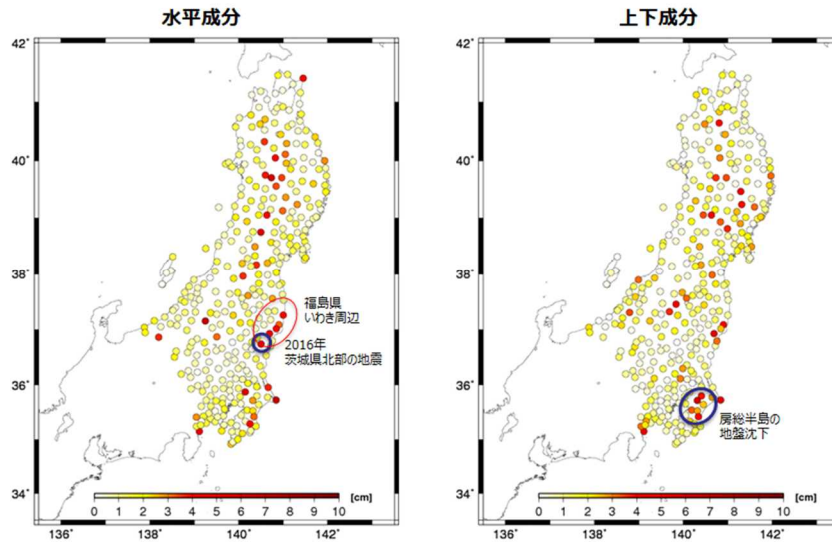 水平成分
上下成分
42°
40°
38°
36°
34°
136°
138°
140°
142°
福島県
いわき周辺
2016年
茨城県北部の地震
0 1 2 3 4 5 6 7 8 9 10 [cm]
42°
40°
38°
36°
34°
136°
138°
140°
142°
房総半島の
地盤沈下
0 1 2 3 4 5 6 7 8 9 10 [cm]